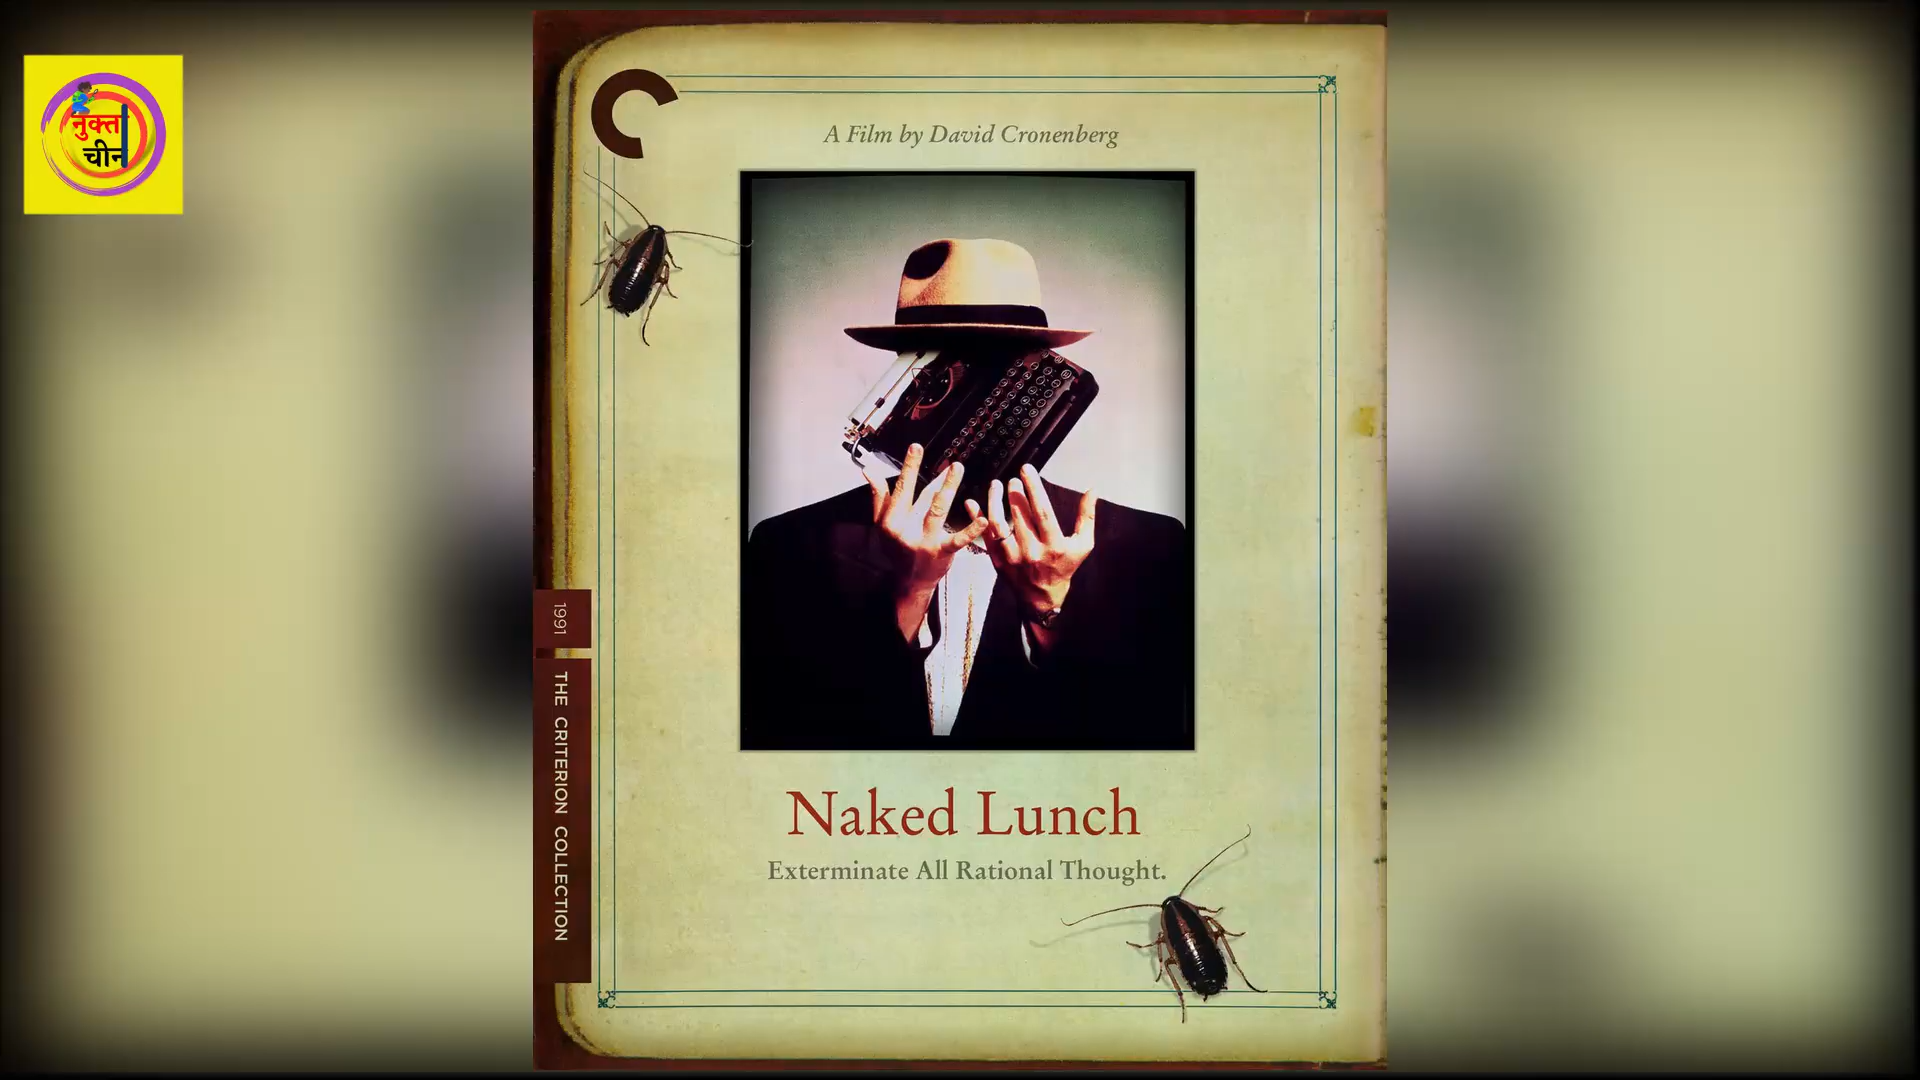 नुक्ता
चीन
A Film by David Cronenberg
1991
THE CRITERION COLLECTION
Naked Lunch
Exterminate All Rational Thought.